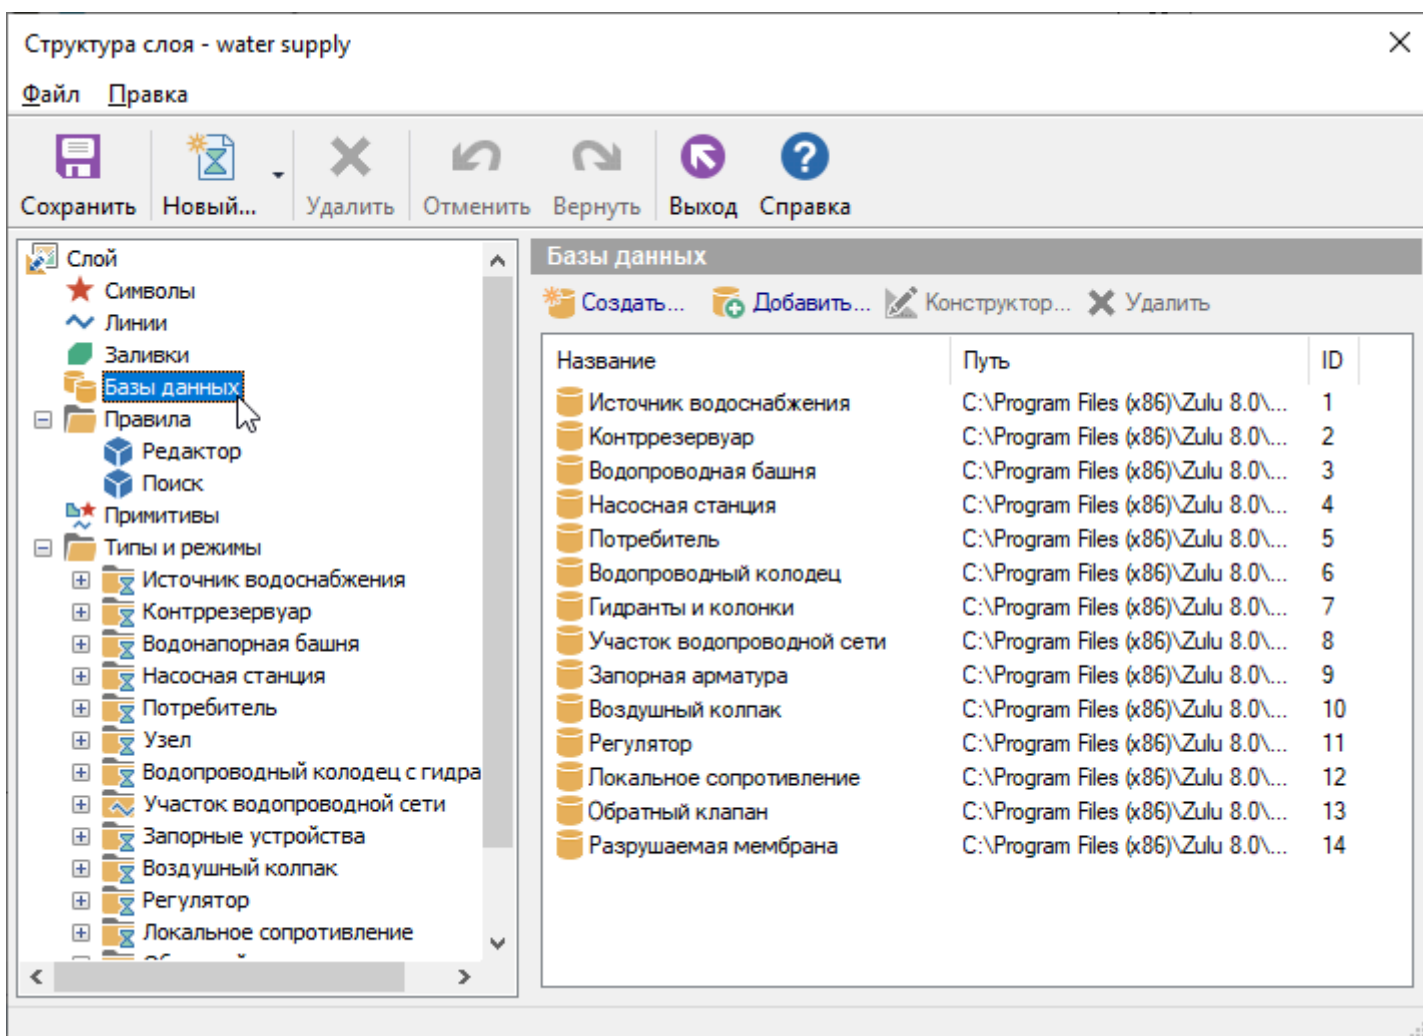 Структура слоя - water supply
Файл Правка
Сохранить Новый... Удалить Отменить Вернуть Выход Справка
Слой
Символы
Линии
Заливки
Базы данных
Правила
Редактор
Поиск
Примитивы
Типы и режимы
Источник водоснабжения
Контррезервуар
Водонапорная башня
Насосная станция
Потребитель
Узел
Водопроводный колодец с гидра
Участок водопроводной сети
Запорные устройства
Воздушный колпак
Регулятор
Локальное сопротивление
Базы данных
Создать... Добавить... Конструктор... Удалить
Название Путь ID
Источник водоснабжения C:\Program Files (x86)\Zulu 8.0\... 1
Контррезервуар C:\Program Files (x86)\Zulu 8.0\... 2
Водопроводная башня C:\Program Files (x86)\Zulu 8.0\... 3
Насосная станция C:\Program Files (x86)\Zulu 8.0\... 4
Потребитель C:\Program Files (x86)\Zulu 8.0\... 5
Водопроводный колодец C:\Program Files (x86)\Zulu 8.0\... 6
Гидранты и колонки C:\Program Files (x86)\Zulu 8.0\... 7
Участок водопроводной сети C:\Program Files (x86)\Zulu 8.0\... 8
Запорная арматура C:\Program Files (x86)\Zulu 8.0\... 9
Воздушный колпак C:\Program Files (x86)\Zulu 8.0\... 10
Регулятор C:\Program Files (x86)\Zulu 8.0\... 11
Локальное сопротивление C:\Program Files (x86)\Zulu 8.0\... 12
Обратный клапан C:\Program Files (x86)\Zulu 8.0\... 13
Разрушаемая мембрана C:\Program Files (x86)\Zulu 8.0\... 14